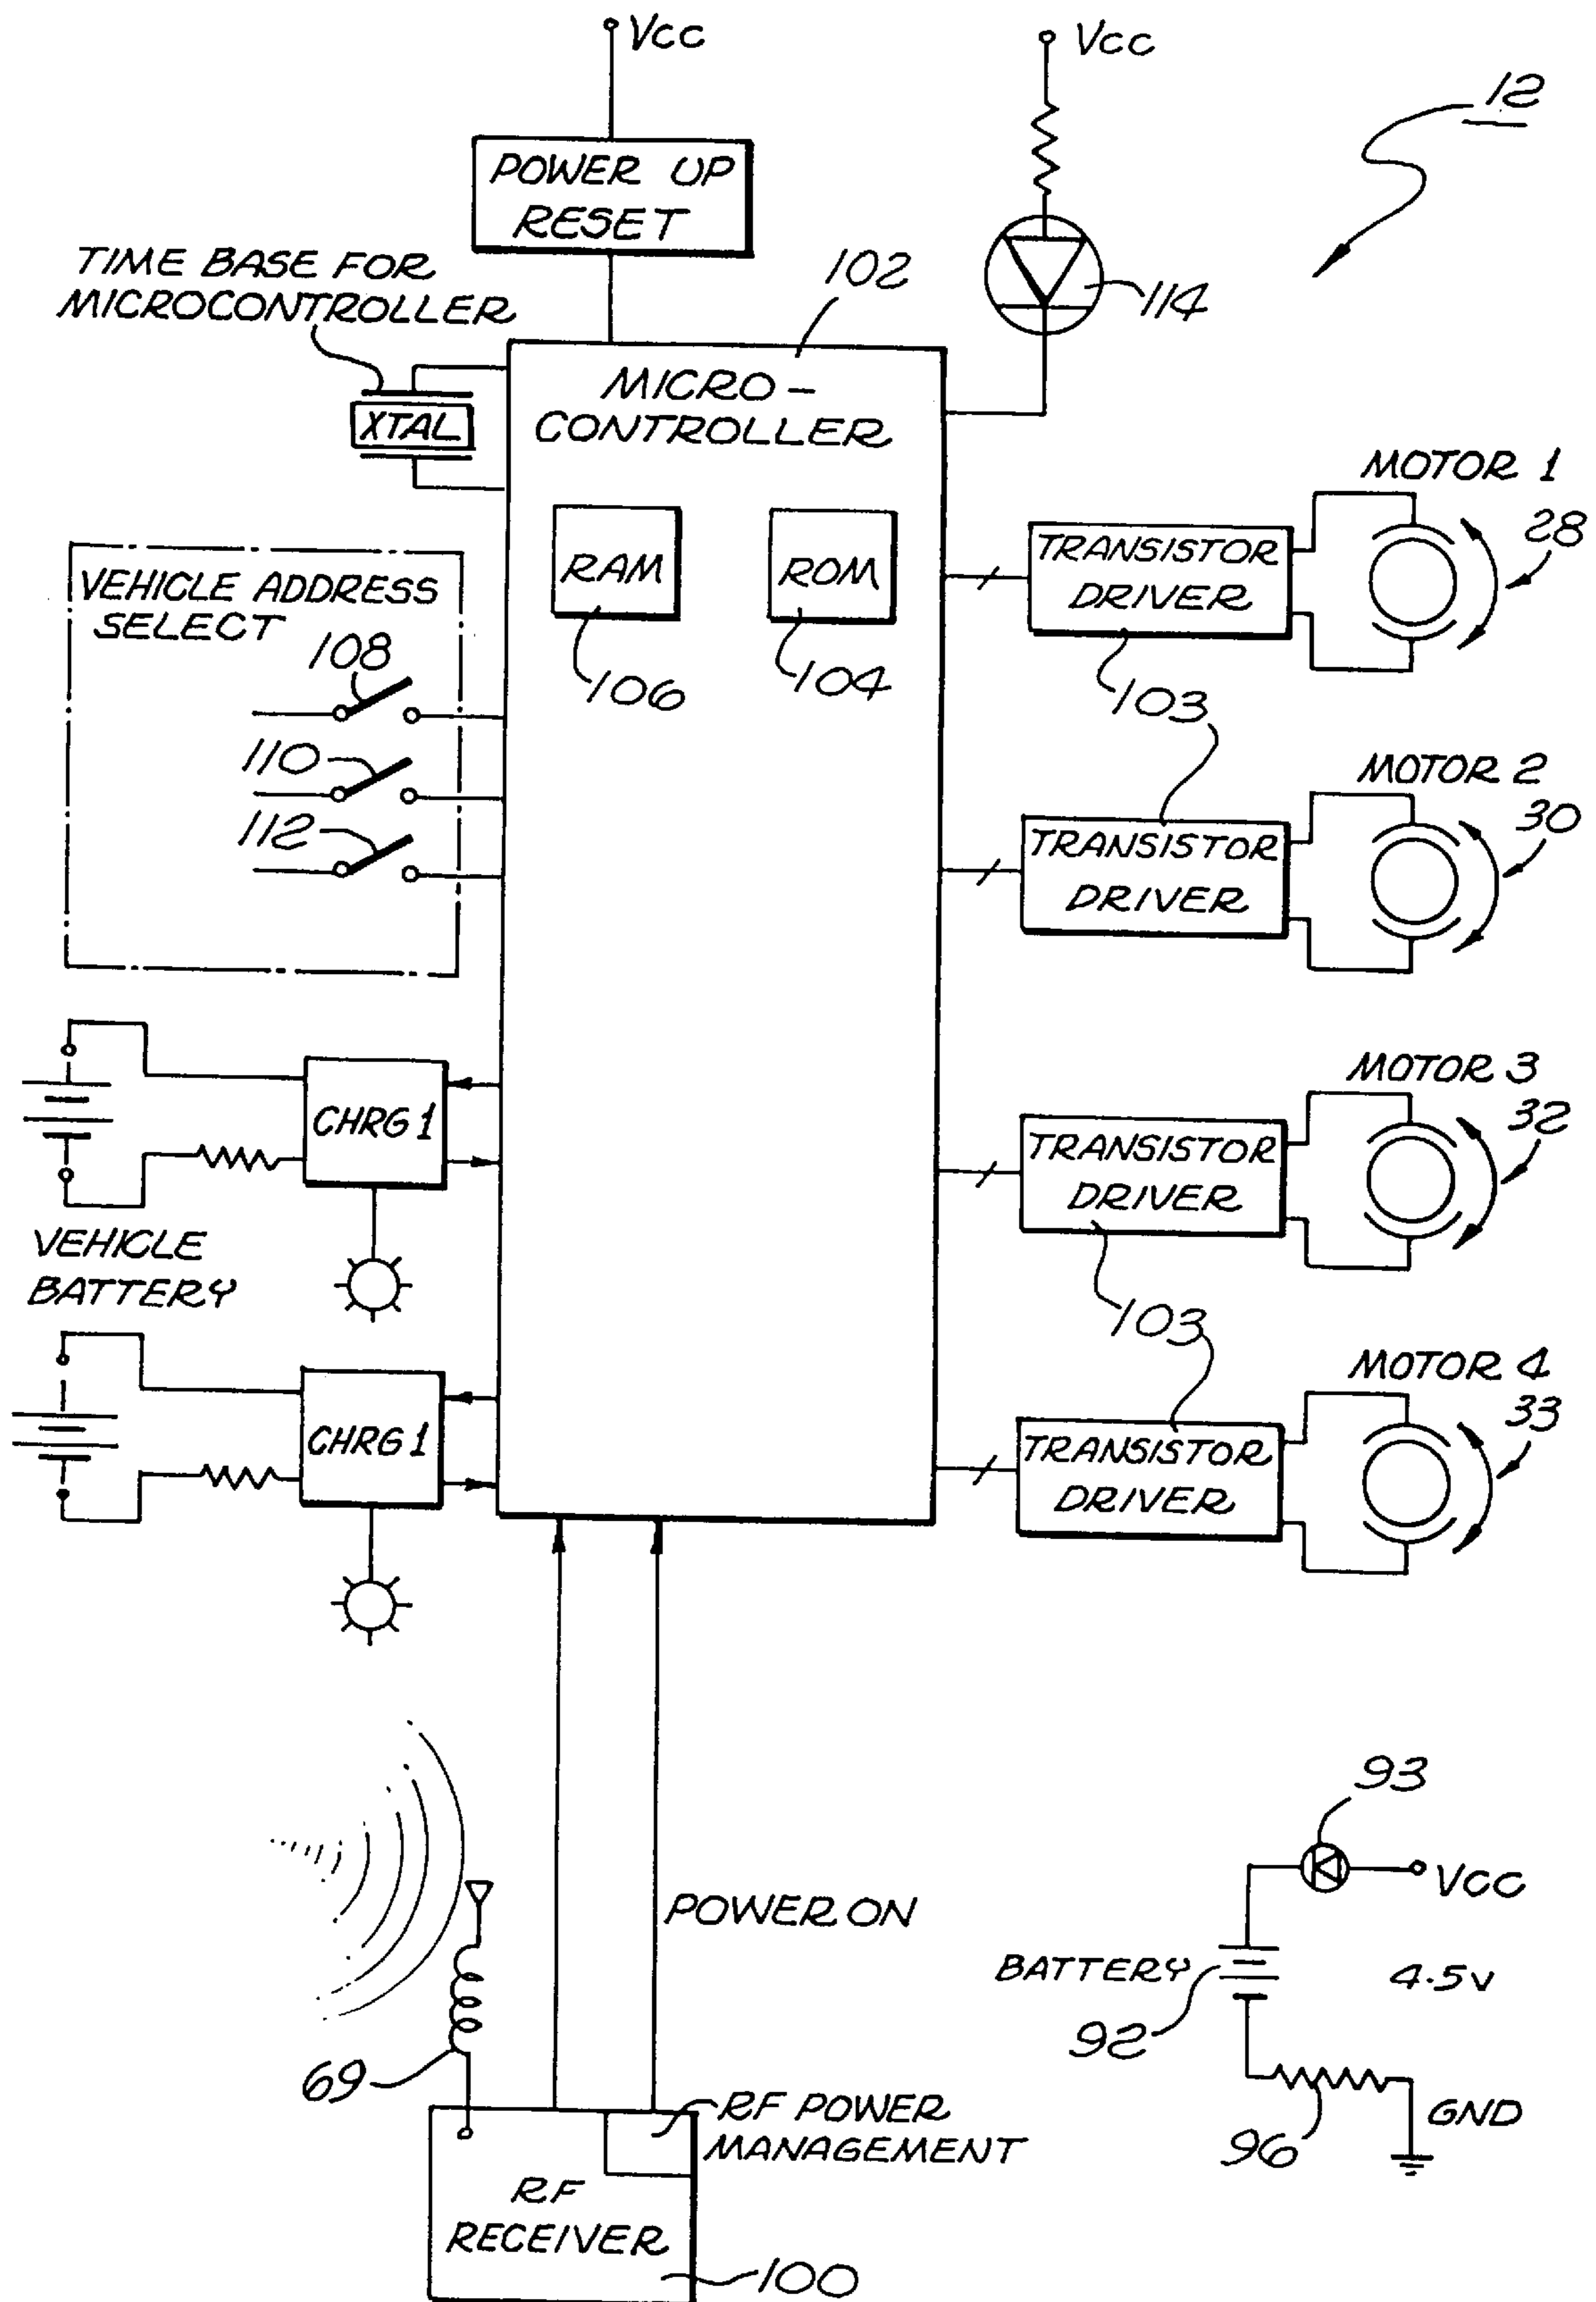 Vcc
Vcc
12
POWER UP
RESET
TIME BASE FOR
MICROCONTROLLER
102
114
MICRO-
CONTROLLER
XTAL
MOTOR 1
28
RAM
ROM
TRANSISTOR
DRIVER
VEHICLE ADDRESS
SELECT
108
106
104
103
110
112
MOTOR 2
30
TRANSISTOR
DRIVER
CHRG 1
MOTOR 3
32
TRANSISTOR
DRIVER
VEHICLE
BATTERY
103
CHRG 1
MOTOR 4
33
TRANSISTOR
DRIVER
93
VCC
POWER ON
BATTERY
4.5V
92
69
RF POWER
MANAGEMENT
GND
96
RF
RECEIVER
100